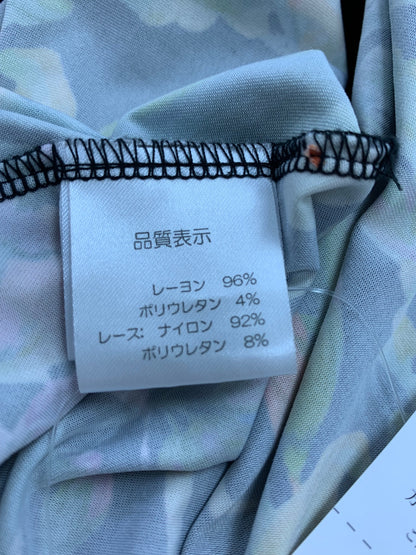 品質表示
レーヨン 96%
ポリウレタン 4%
レース: ナイロン 92%
ポリウレタン 8%